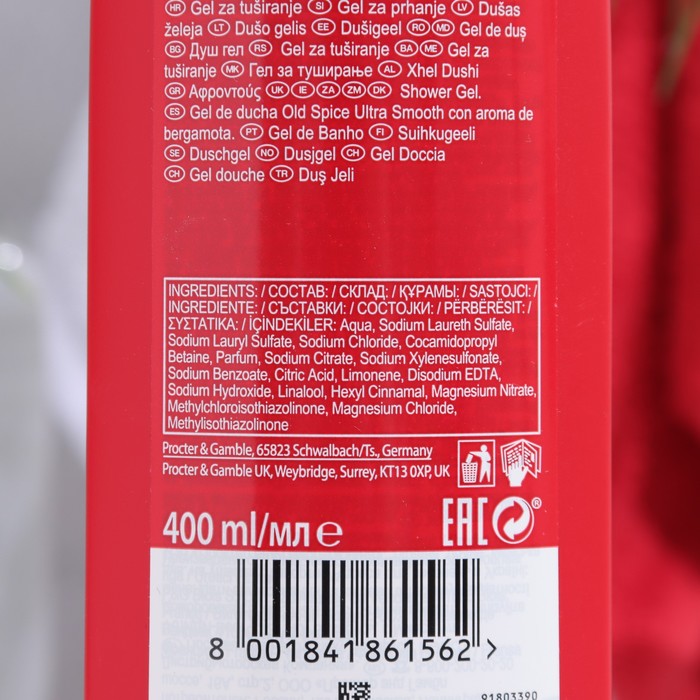 HR Gel za tuširanje SI Gel za prhanje LV Dušas
želeja LT Dušo gelis EE Dušigeel RO MD Gel de duș
BG Душ гел RS Gel za tuširanje BA ME Gel za
tuširanje MK Гел за туширање AL Xhel Dushi
GR Αφροντούς UK IE ZA ZM DK Shower Gel.
ES Gel de ducha Old Spice Ultra Smooth con aroma de
bergamota. PT Gel de Banho FI Suihkugeeli
SE Duschgel NO Dusjgel CH Gel Doccia
CH Gel douche TR Duş Jeli
INGREDIENTS: / СОСТАВ: / СКЛАД: / ҚҰРАМЫ: / SASTOJCI: /
INGREDIENTE: / СЪСТАВКИ: / СОСТОЈКИ: / PËRBËRËSIT: /
ΣΥΣΤΑΤΙΚΑ: / İÇİNDEKİLER: Aqua, Sodium Laureth Sulfate,
Sodium Lauryl Sulfate, Sodium Chloride, Cocamidopropyl
Betaine, Parfum, Sodium Citrate, Sodium Xylenesulfonate,
Sodium Benzoate, Citric Acid, Limonene, Disodium EDTA,
Sodium Hydroxide, Linalool, Hexyl Cinnamal, Magnesium Nitrate,
Methylchloroisothiazolinone, Magnesium Chloride,
Methylisothiazolinone
Procter & Gamble, 65823 Schwalbach/Ts., Germany
Procter & Gamble UK, Weybridge, Surrey, KT13 0XP, UK
400 ml/мл e EAC ®
8 001841 861562 >
91803390